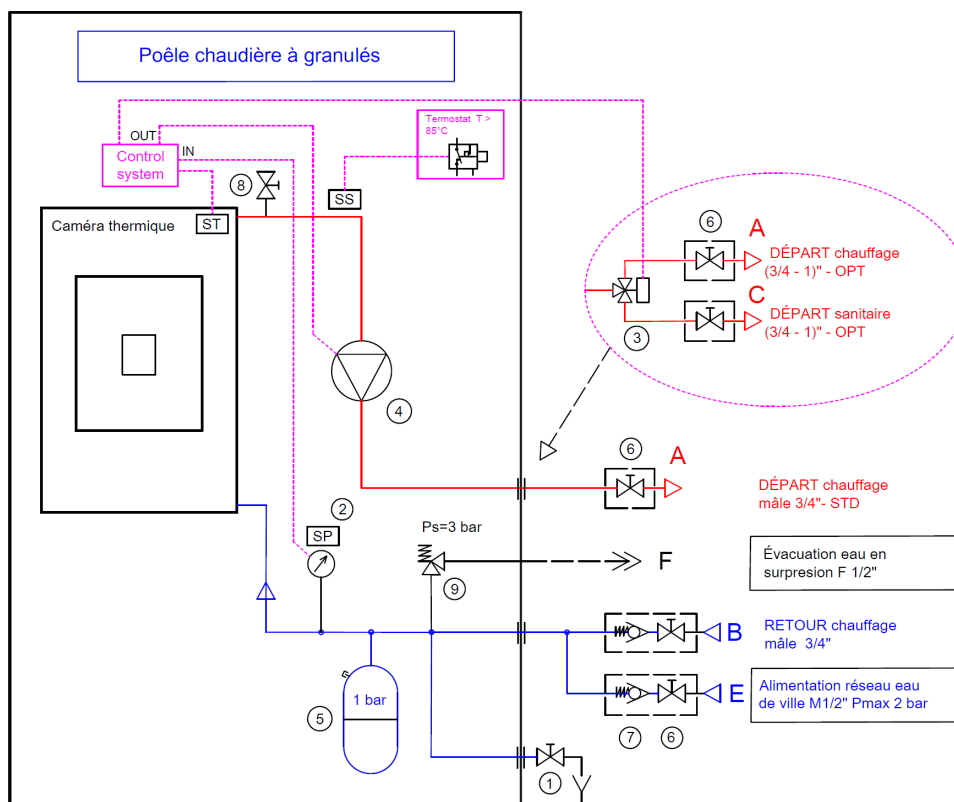 Poêle chaudière à granulés
OUT
IN
Control
system
Termostat T >
85°C
8
SS
Caméra thermique
ST
6
A
DÉPART chauffage
(3/4 - 1)" - OPT
C
DÉPART sanitaire
(3/4 - 1)" - OPT
3
4
6
A
DÉPART chauffage
mâle 3/4"- STD
2
SP
Ps=3 bar
F
Évacuation eau en
surpresion F 1/2"
9
B
RETOUR chauffage
mâle 3/4"
E
Alimentation réseau eau
de ville M1/2" Pmax 2 bar
1 bar
5
7
6
1